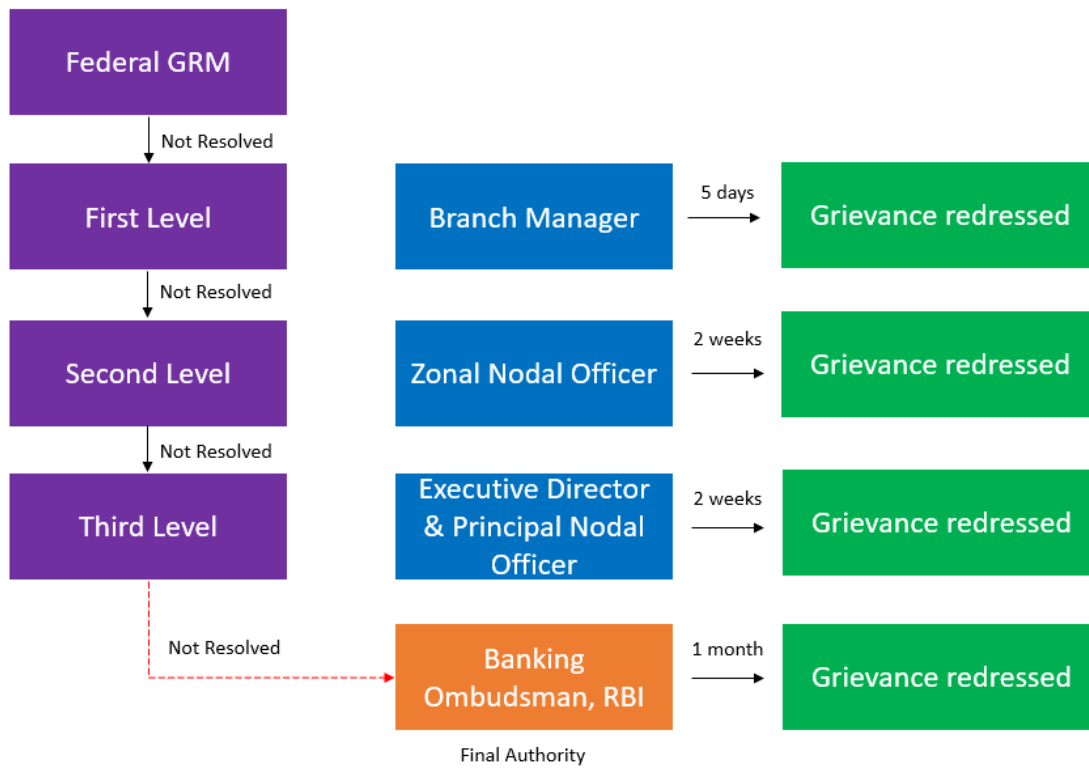 Federal GRM
Not Resolved
First Level
Branch Manager
5 days
Grievance redressed
Not Resolved
Second Level
Zonal Nodal Officer
2 weeks
Grievance redressed
Not Resolved
Third Level
Executive Director
& Principal Nodal
Officer
2 weeks
Grievance redressed
Not Resolved
Banking
Ombudsman, RBI
1 month
Grievance redressed
Final Authority